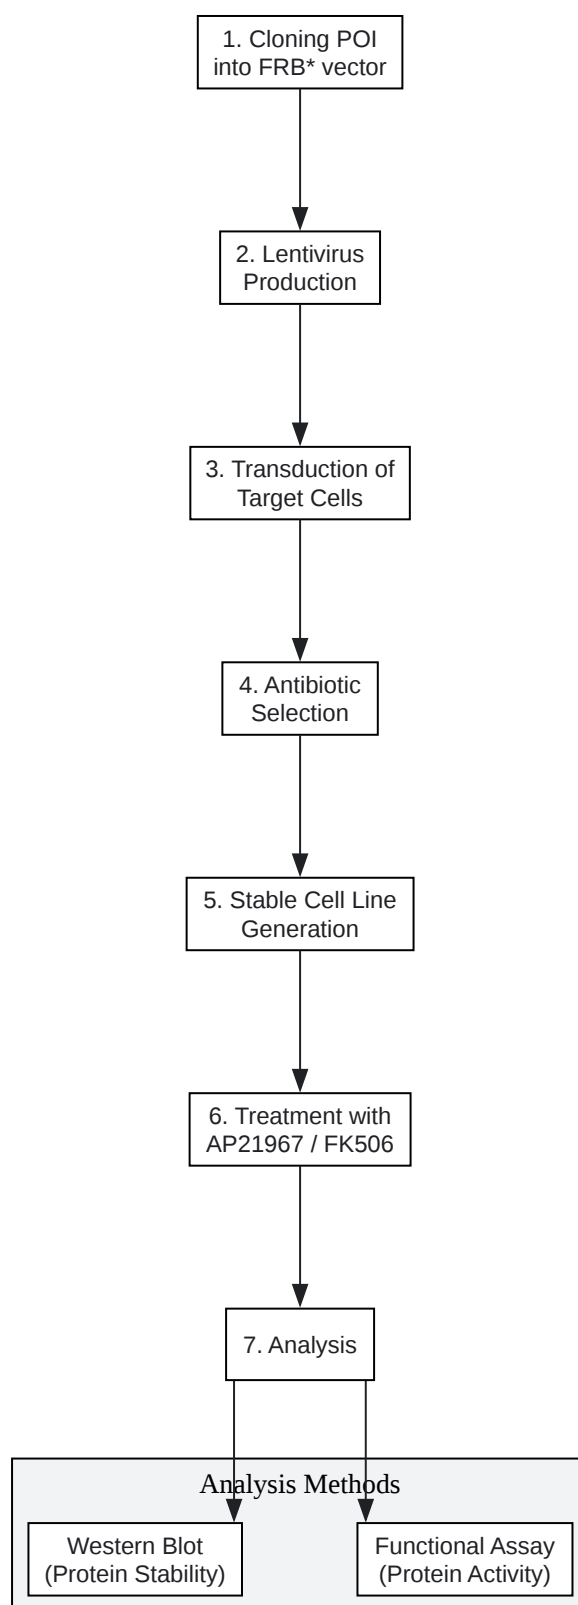 1. Cloning POI
into FRB* vector
2. Lentivirus
Production
3. Transduction of
Target Cells
4. Antibiotic
Selection
5. Stable Cell Line
Generation
6. Treatment with
AP21967 / FK506
7. Analysis
Analysis Methods
Western Blot
(Protein Stability)
Functional Assay
(Protein Activity)